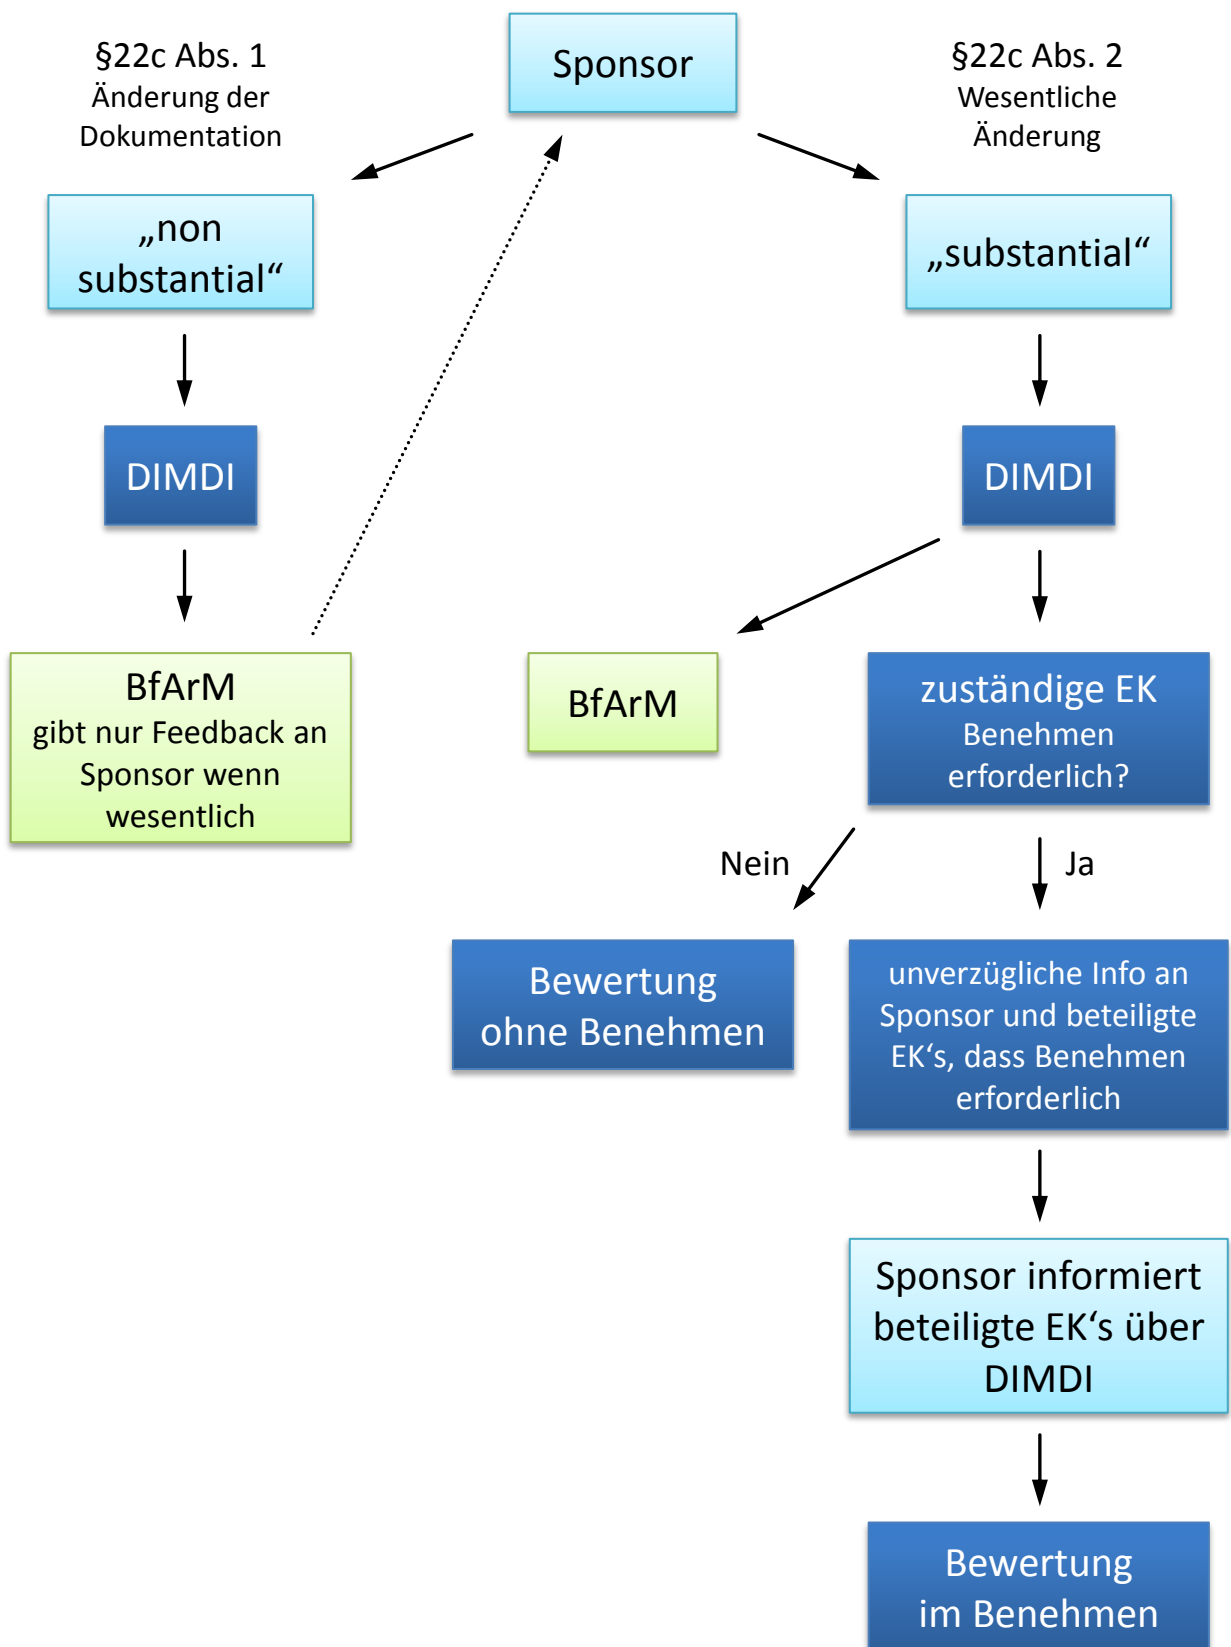 §22c Abs. 1
Änderung der
Dokumentation
Sponsor
§22c Abs. 2
Wesentliche
Änderung
„non
substantial“
„substantial“
DIMDI
DIMDI
BfArM
gibt nur Feedback an
Sponsor wenn
wesentlich
BfArM
zuständige EK
Benehmen
erforderlich?
Nein
Ja
Bewertung
ohne Benehmen
unverzügliche Info an
Sponsor und beteiligte
EK‘s, dass Benehmen
erforderlich
Sponsor informiert
beteiligte EK‘s über
DIMDI
Bewertung
im Benehmen